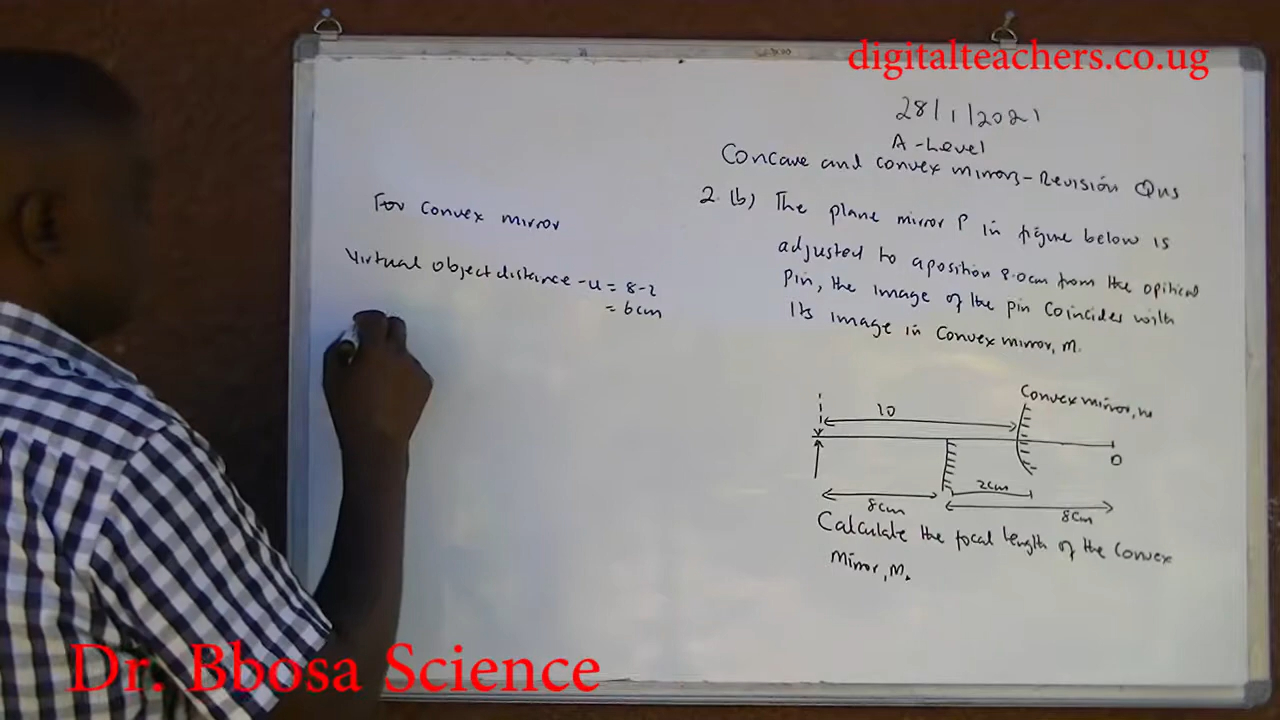 digitalteachers.co.ug
28/1/2021
A-Level
Concave and convex mirrors-Revision Qns
2.(b) The plane mirror P in figure below is
adjusted to a position 8.0cm from the opitical
Pin, the image of the pin Coincides with
Its image in Convex mirror, M.
For Convex mirror
Virtual object distance -u = 8-2
= 6cm
Convex mirror, m
10
O
2cm
8cm
8cm
Calculate the focal length of the Convex
Mirror, M.
Dr. Bbosa Science